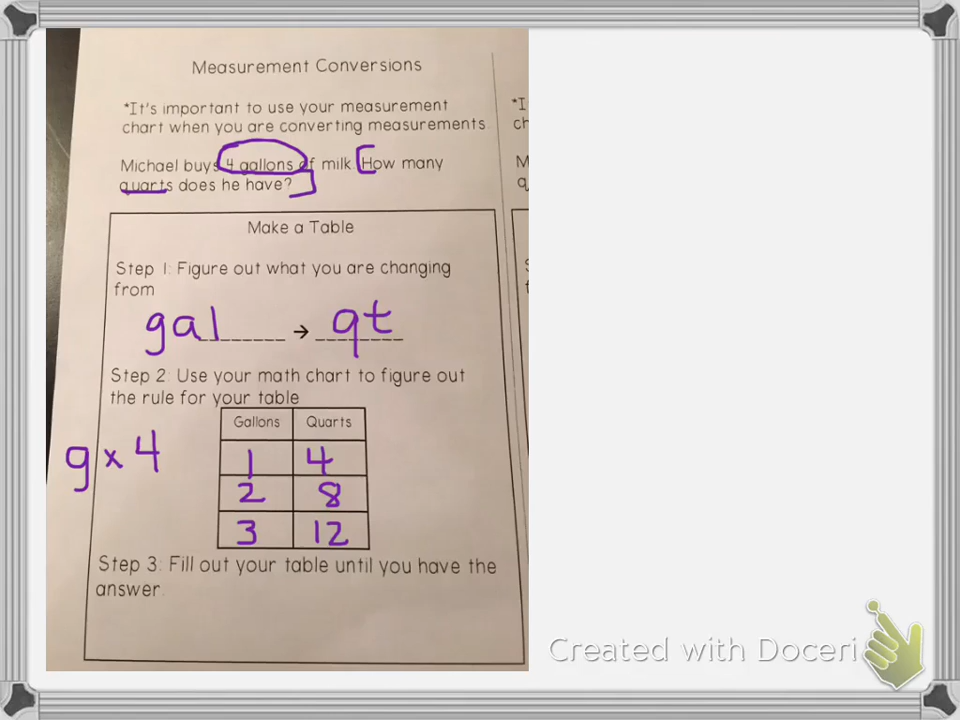 Measurement Conversions
*It's important to use your measurement
chart when you are converting measurements
Michael buys 4 gallons of milk. How many
quarts does he have?
Make a Table
Step 1: Figure out what you are changing
from
gal → qt
Step 2: Use your math chart to figure out
the rule for your table
Gallons Quarts
g x 4
1 4
2 8
3 12
Step 3: Fill out your table until you have the
answer.
Created with Doceri